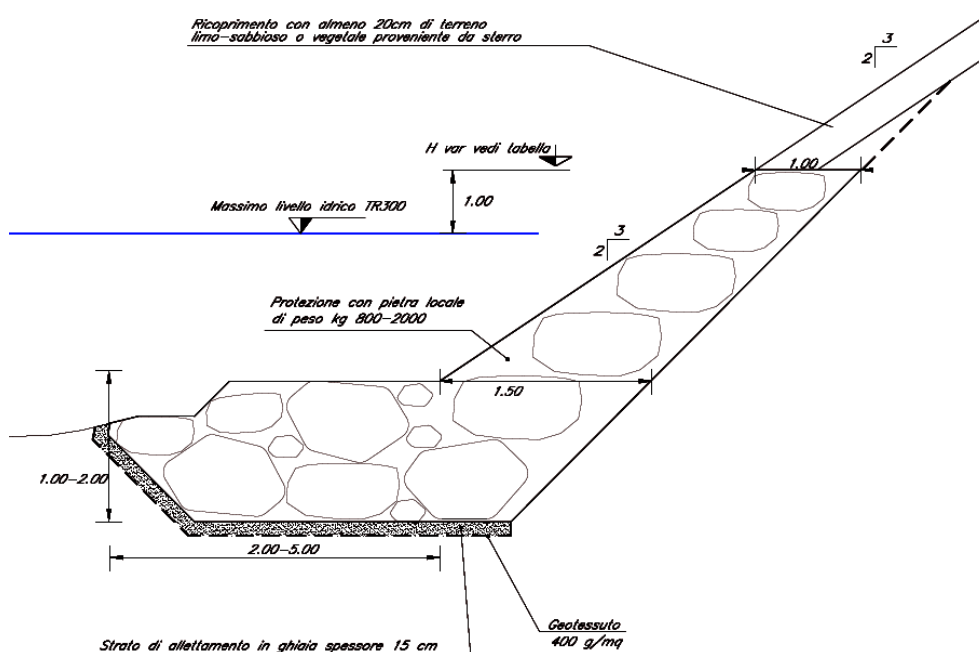 Ricoprimento con almeno 20cm di terreno
limo-sabbioso o vegetale proveniente da sterro
3
2
H var vedi tabella
1.00
1.00
Massimo livello idrico TR300
3
2
Protezione con pietra locale
di peso kg 800-2000
1.50
1.00-2.00
2.00-5.00
Geotessuto
400 g/mq
Strato di allettamento in ghiaia spessore 15 cm